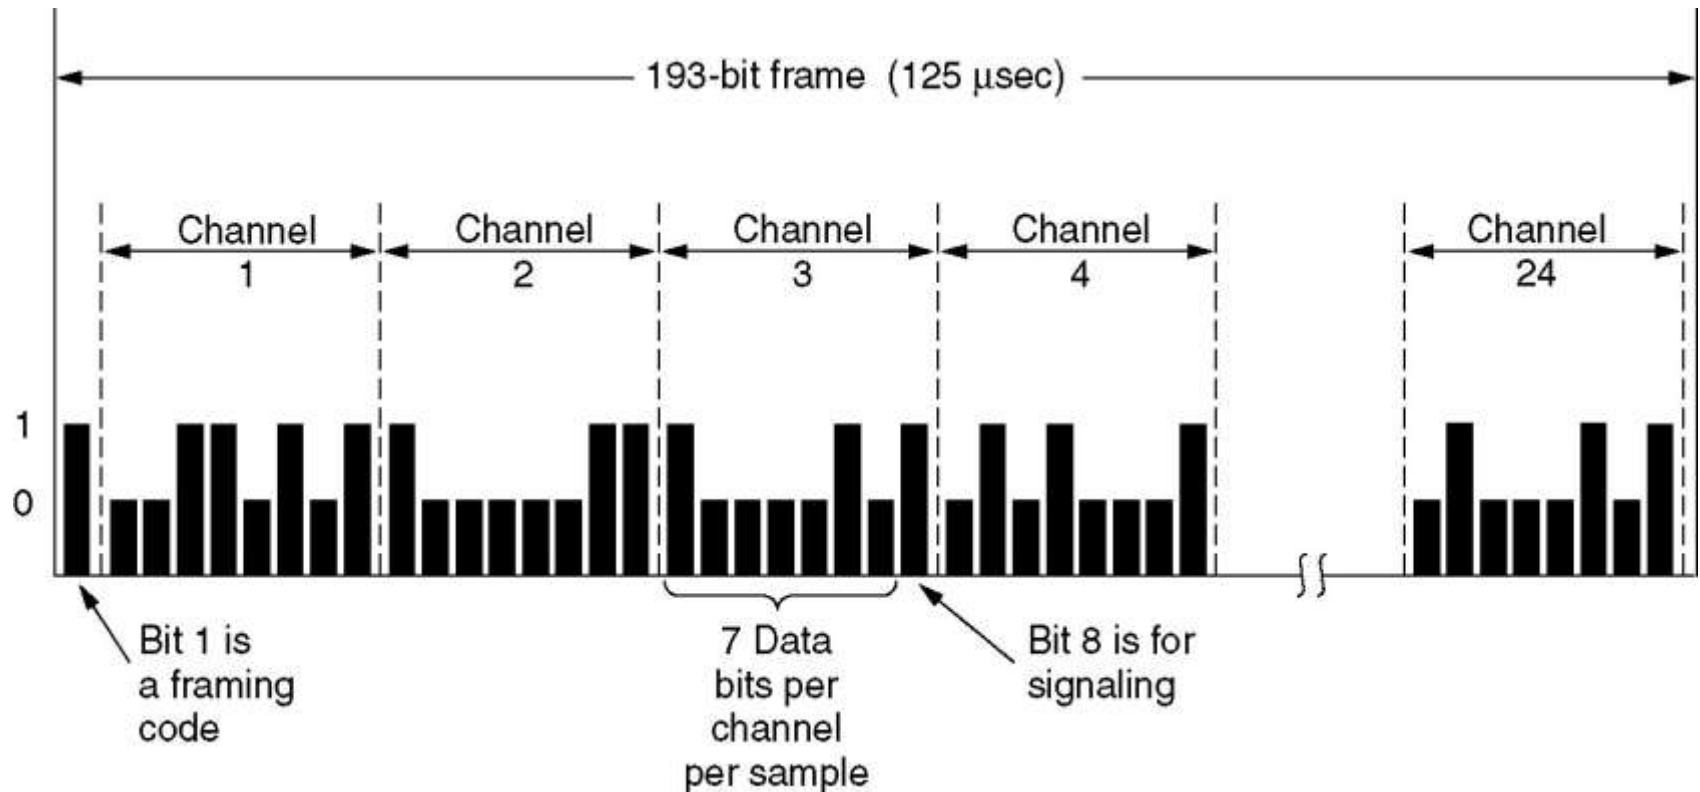 193-bit frame (125 μsec)
Channel
1
Channel
2
Channel
3
Channel
4
Channel
24
1
0
Bit 1 is
a framing
code
7 Data
bits per
channel
per sample
Bit 8 is for
signaling